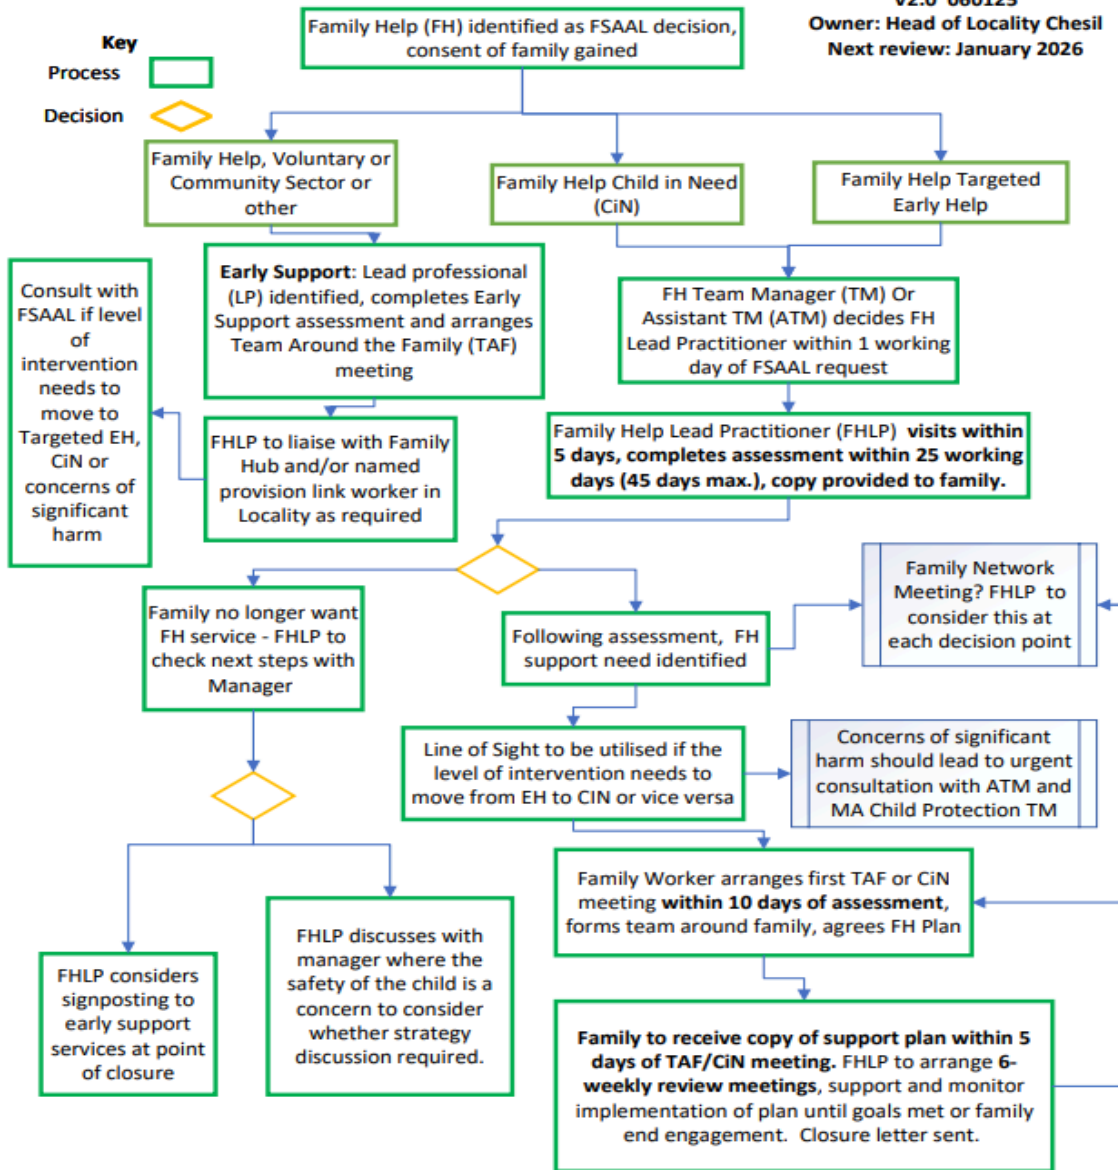 v2.0 060125
Owner: Head of Locality Chesil
Next review: January 2026
Key
Process
Decision
Family Help (FH) identified as FSAAL decision,
consent of family gained
Family Help, Voluntary or
Community Sector or
other
Family Help Child in Need
(CiN)
Family Help Targeted
Early Help
Early Support: Lead professional
(LP) identified, completes Early
Support assessment and arranges
Team Around the Family (TAF)
meeting
FH Team Manager (TM) Or
Assistant TM (ATM) decides FH
Lead Practitioner within 1 working
day of FSAAL request
Consult with
FSAAL if level
of
intervention
needs to
move to
Targeted EH,
CiN or
concerns of
significant
harm
FHLP to liaise with Family
Hub and/or named
provision link worker in
Locality as required
Family Help Lead Practitioner (FHLP) visits within
5 days, completes assessment within 25 working
days (45 days max.), copy provided to family.
Family no longer want
FH service - FHLP to
check next steps with
Manager
Following assessment, FH
support need identified
Family Network
Meeting? FHLP to
consider this at
each decision point
Line of Sight to be utilised if the
level of intervention needs to
move from EH to CIN or vice versa
Concerns of significant
harm should lead to urgent
consultation with ATM and
MA Child Protection TM
Family Worker arranges first TAF or CiN
meeting within 10 days of assessment,
forms team around family, agrees FH Plan
FHLP considers
signposting to
early support
services at point
of closure
FHLP discusses with
manager where the
safety of the child is a
concern to consider
whether strategy
discussion required.
Family to receive copy of support plan within 5
days of TAF/CiN meeting. FHLP to arrange 6-
weekly review meetings, support and monitor
implementation of plan until goals met or family
end engagement. Closure letter sent.